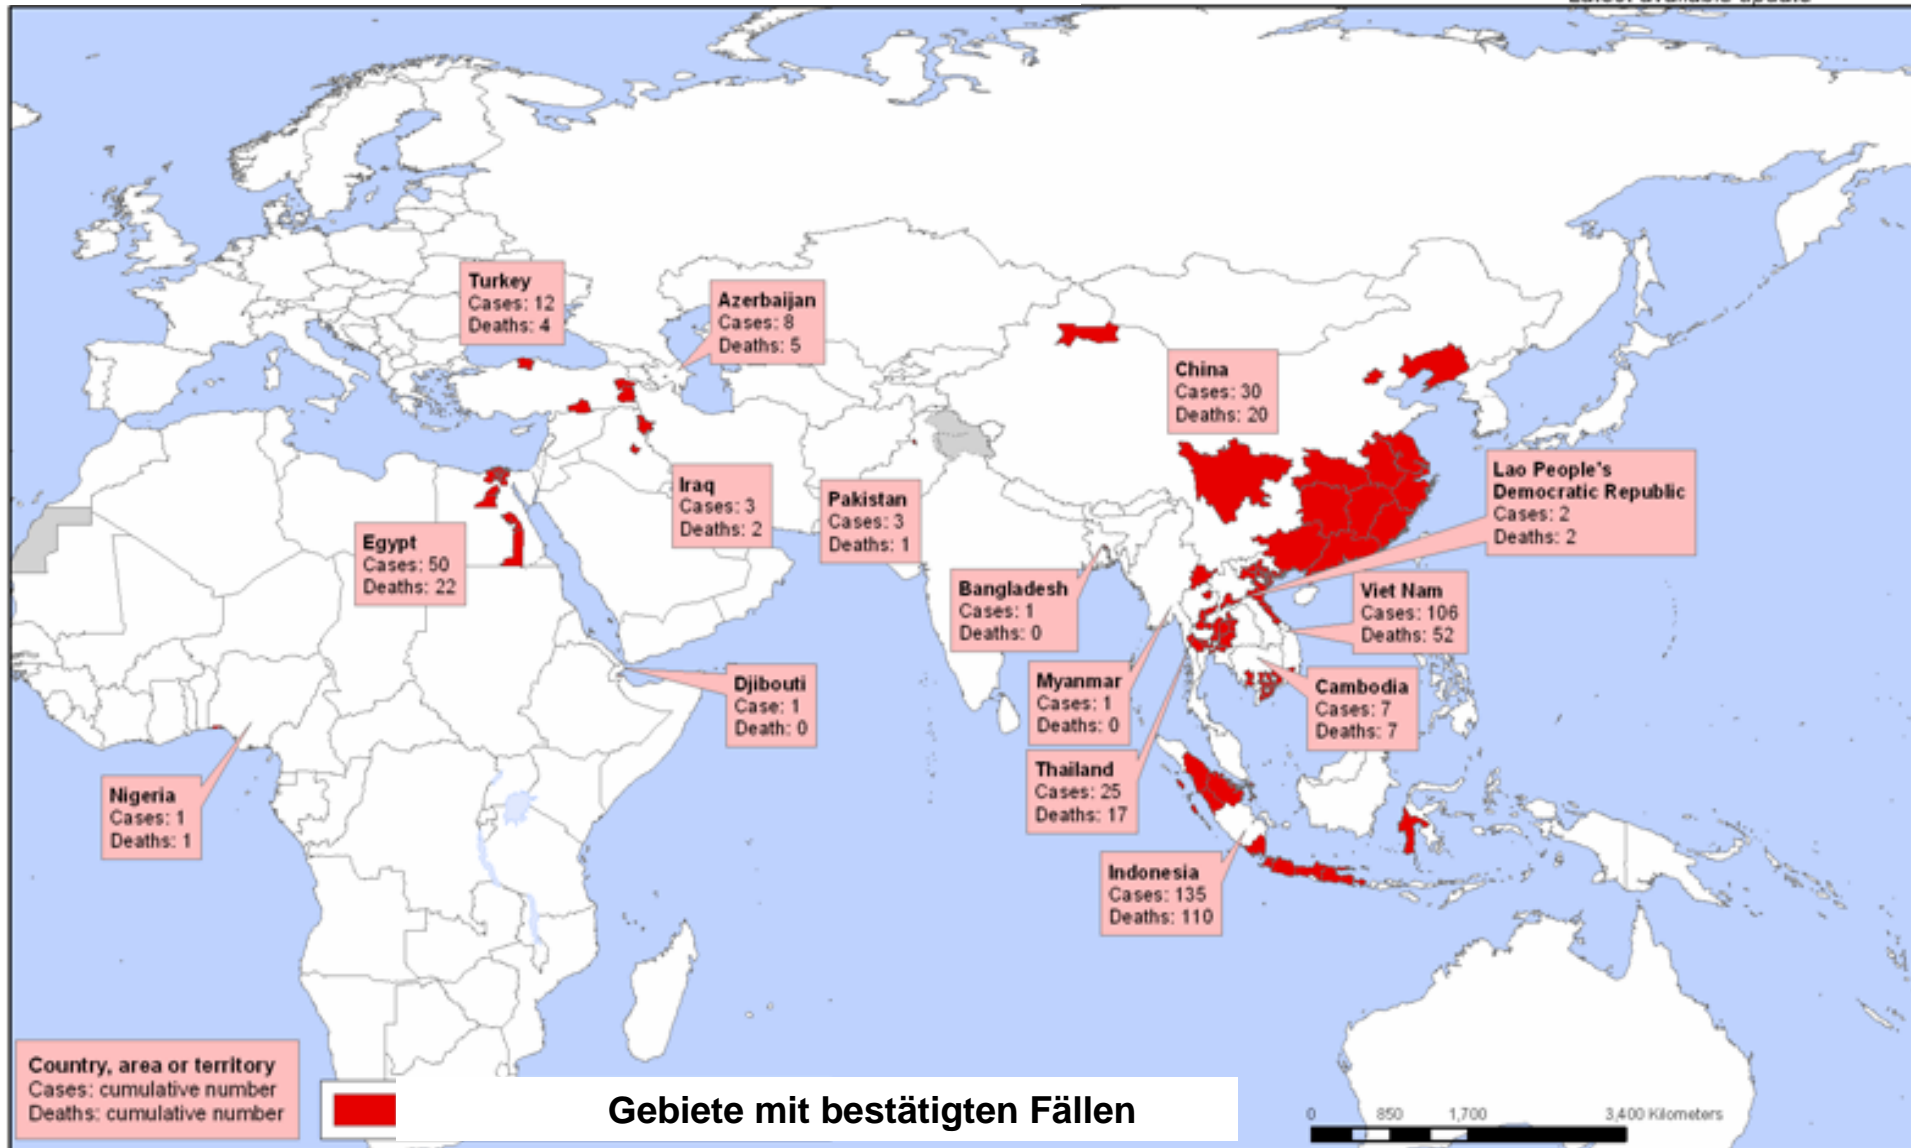 Turkey
Cases: 12
Deaths: 4
Azerbaijan
Cases: 8
Deaths: 5
China
Cases: 30
Deaths: 20
Lao People's
Democratic Republic
Cases: 2
Deaths: 2
Iraq
Cases: 3
Deaths: 2
Pakistan
Cases: 3
Deaths: 1
Egypt
Cases: 50
Deaths: 22
Bangladesh
Cases: 1
Deaths: 0
Viet Nam
Cases: 106
Deaths: 52
Djibouti
Case: 1
Death: 0
Myanmar
Cases: 1
Deaths: 0
Cambodia
Cases: 7
Deaths: 7
Nigeria
Cases: 1
Deaths: 1
Thailand
Cases: 25
Deaths: 17
Indonesia
Cases: 135
Deaths: 110
Country, area or territory
Cases: cumulative number
Deaths: cumulative number
Gebiete mit bestätigten Fällen
0 850 1,700 3,400 Kilometers